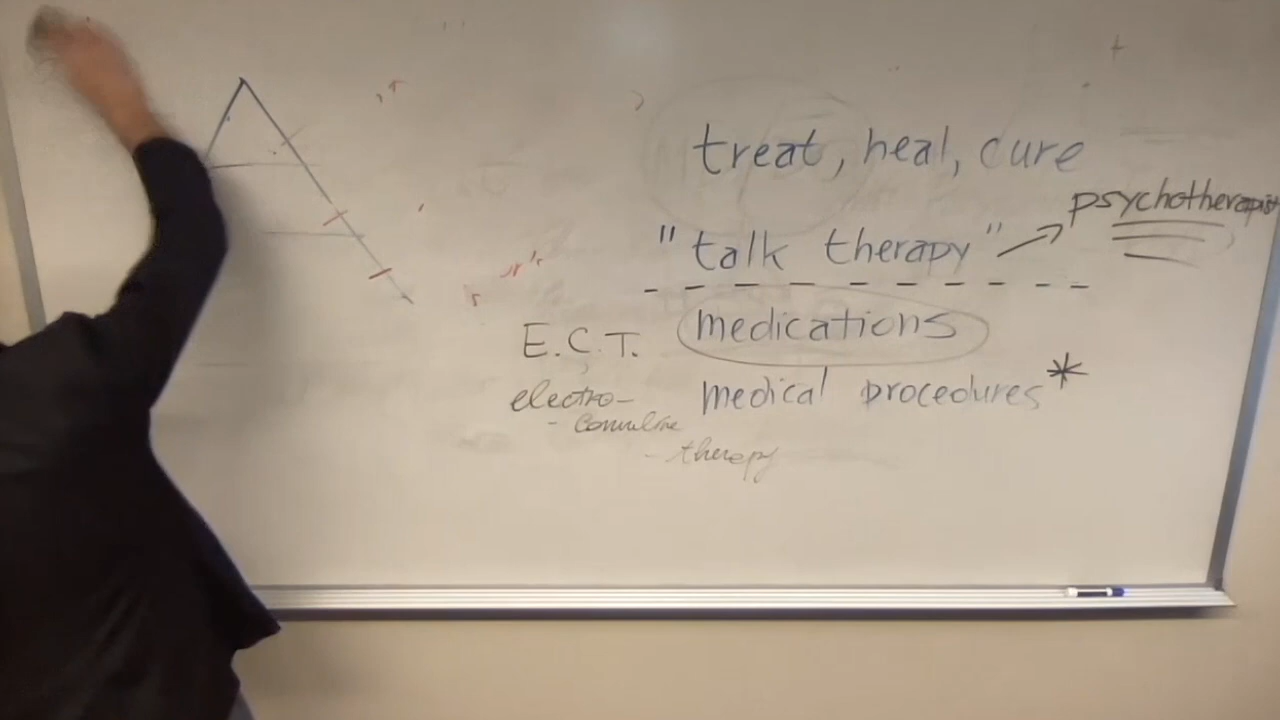 treat, heal, cure
"talk therapy" → psychotherapist
E.C.T. medications
electro- medical procedures*
- convulsive
- therapy